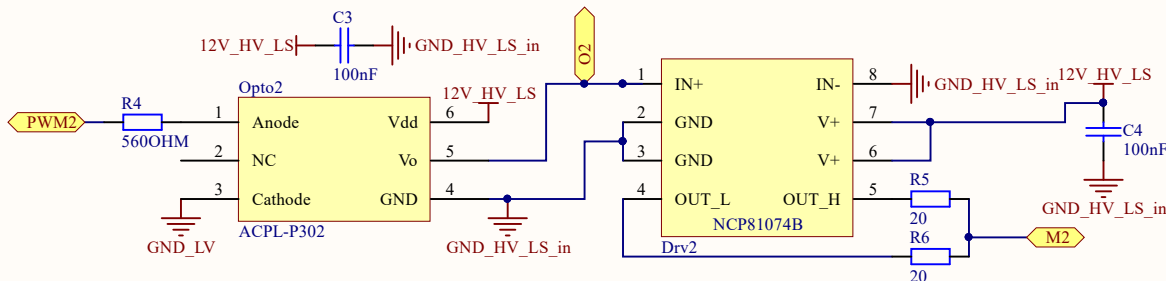 C3
12V_HV_LS
GND_HV_LS_in
100nF
O2
Opto2
12V_HV_LS
PWM2
R4
560OHM
1
Anode
Vdd
6
2
NC
Vo
5
3
Cathode
GND
4
GND_LV
ACPL-P302
GND_HV_LS_in
1
IN+
IN-
8
GND_HV_LS_in
2
GND
V+
7
3
GND
V+
6
4
OUT_L
OUT_H
5
NCP81074B
Drv2
12V_HV_LS
C4
100nF
GND_HV_LS_in
R5
20
R6
20
M2